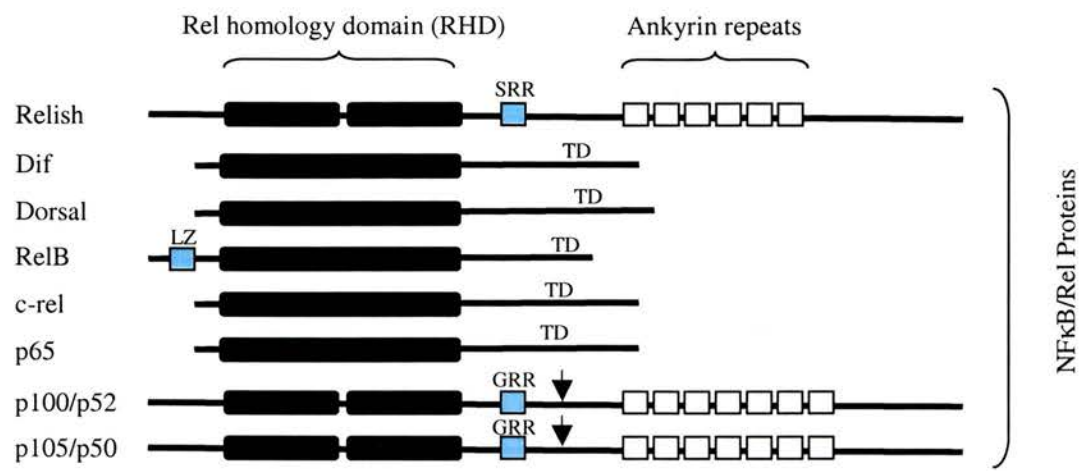 Rel homology domain (RHD)
Ankyrin repeats
Relish
SRR
Dif
TD
Dorsal
TD
LZ
RelB
TD
c-rel
TD
p65
TD
p100/p52
GRR
p105/p50
GRR
NFκB/Rel Proteins